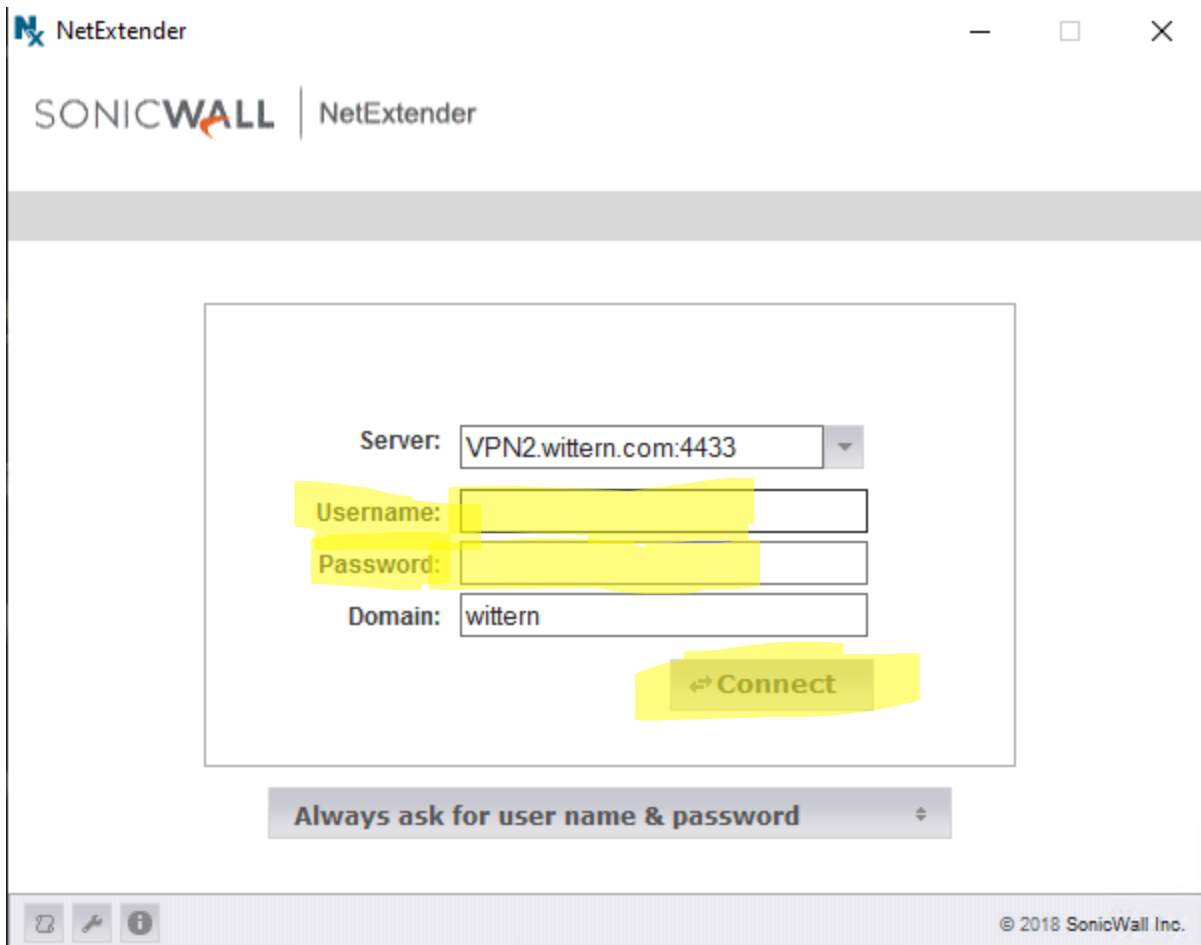 NetExtender
SONICWALL | NetExtender
Server: VPN2.wittern.com:4433
Username:
Password:
Domain: wittern
Connect
Always ask for user name & password
© 2018 SonicWall Inc.